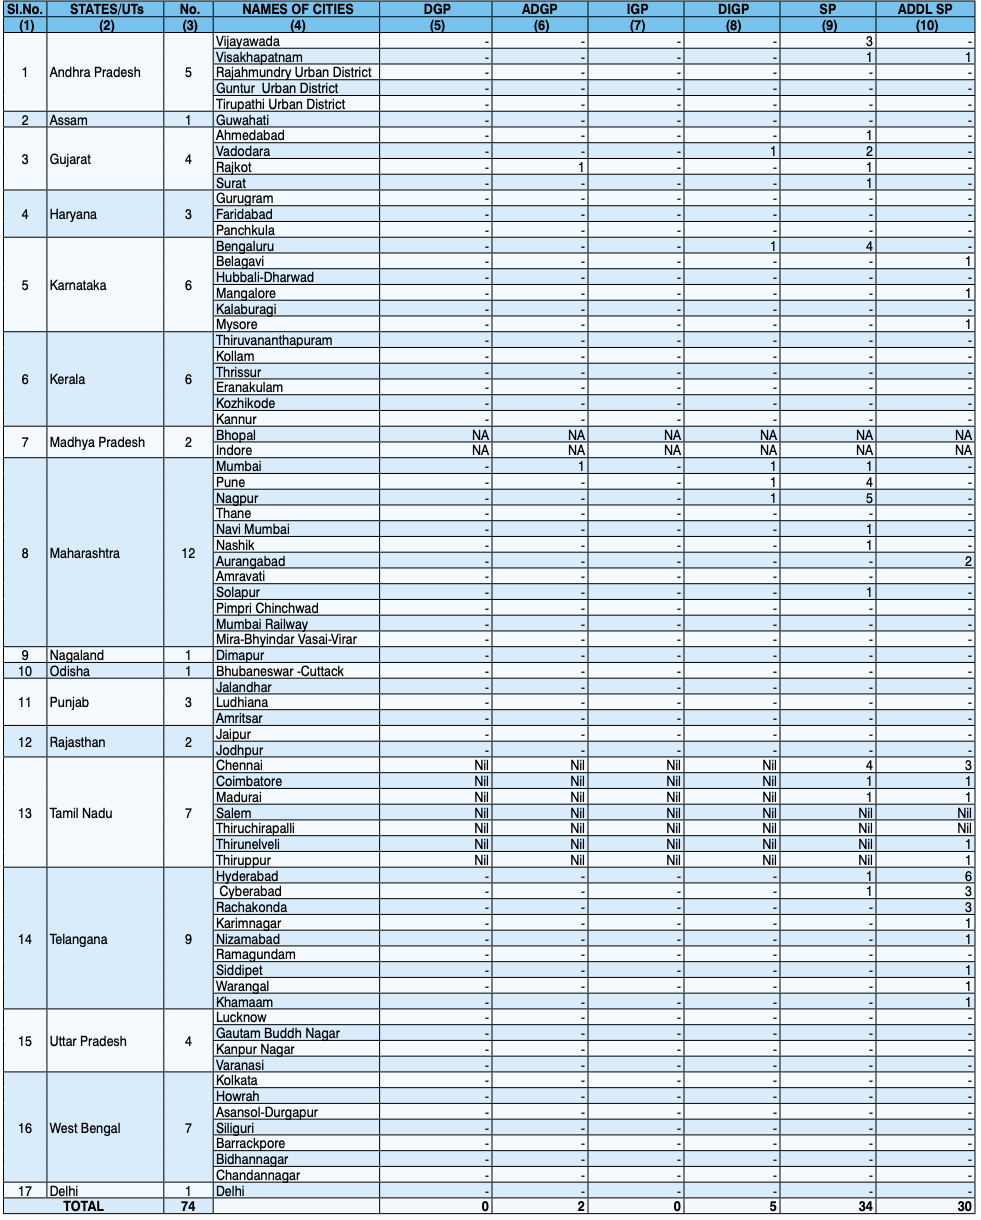 Sl.No. STATES/UTs No. NAMES OF CITIES DGP ADGP IGP DIGP SP ADDL SP
(1) (2) (3) (4) (5) (6) (7) (8) (9) (10)
1 Andhra Pradesh 5 Vijayawada - - - - 3 -
Visakhapatnam - - - - 1 1
Rajahmundry Urban District - - - - - -
Guntur Urban District - - - - - -
Tirupathi Urban District - - - - - -
2 Assam 1 Guwahati - - - - - -
3 Gujarat 4 Ahmedabad - - - - 1 -
Vadodara - - - 1 2 -
Rajkot - 1 - - 1 -
Surat - - - - 1 -
4 Haryana 3 Gurugram - - - - - -
Faridabad - - - - - -
Panchkula - - - - - -
5 Karnataka 6 Bengaluru - - - 1 4 -
Belagavi - - - - - 1
Hubbali-Dharwad - - - - - -
Mangalore - - - - - 1
Kalaburagi - - - - - -
Mysore - - - - - 1
6 Kerala 6 Thiruvananthapuram - - - - - -
Kollam - - - - - -
Thrissur - - - - - -
Eranakulam - - - - - -
Kozhikode - - - - - -
Kannur - - - - - -
7 Madhya Pradesh 2 Bhopal NA NA NA NA NA NA
Indore NA NA NA NA NA NA
8 Maharashtra 12 Mumbai - 1 - 1 1 -
Pune - - - 1 4 -
Nagpur - - - 1 5 -
Thane - - - - - -
Navi Mumbai - - - - 1 -
Nashik - - - - 1 -
Aurangabad - - - - - 2
Amravati - - - - - -
Solapur - - - - 1 -
Pimpri Chinchwad - - - - - -
Mumbai Railway - - - - - -
Mira-Bhyindar Vasai-Virar - - - - - -
9 Nagaland 1 Dimapur - - - - - -
10 Odisha 1 Bhubaneswar -Cuttack - - - - - -
11 Punjab 3 Jalandhar - - - - - -
Ludhiana - - - - - -
Amritsar - - - - - -
12 Rajasthan 2 Jaipur - - - - - -
Jodhpur - - - - - -
13 Tamil Nadu 7 Chennai Nil Nil Nil Nil 4 3
Coimbatore Nil Nil Nil Nil 1 1
Madurai Nil Nil Nil Nil 1 1
Salem Nil Nil Nil Nil Nil Nil
Thiruchirapalli Nil Nil Nil Nil Nil Nil
Thirunelveli Nil Nil Nil Nil Nil 1
Thiruppur Nil Nil Nil Nil Nil 1
14 Telangana 9 Hyderabad - - - - 1 6
Cyberabad - - - - 1 3
Rachakonda - - - - - 3
Karimnagar - - - - - 1
Nizamabad - - - - - 1
Ramagundam - - - - - -
Siddipet - - - - - 1
Warangal - - - - - 1
Khamaam - - - - - 1
15 Uttar Pradesh 4 Lucknow - - - - - -
Gautam Buddh Nagar - - - - - -
Kanpur Nagar - - - - - -
Varanasi - - - - - -
16 West Bengal 7 Kolkata - - - - - -
Howrah - - - - - -
Asansol-Durgapur - - - - - -
Siliguri - - - - - -
Barrackpore - - - - - -
Bidhannagar - - - - - -
Chandannagar - - - - - -
17 Delhi 1 Delhi - - - - - -
TOTAL 74 0 2 0 5 34 30